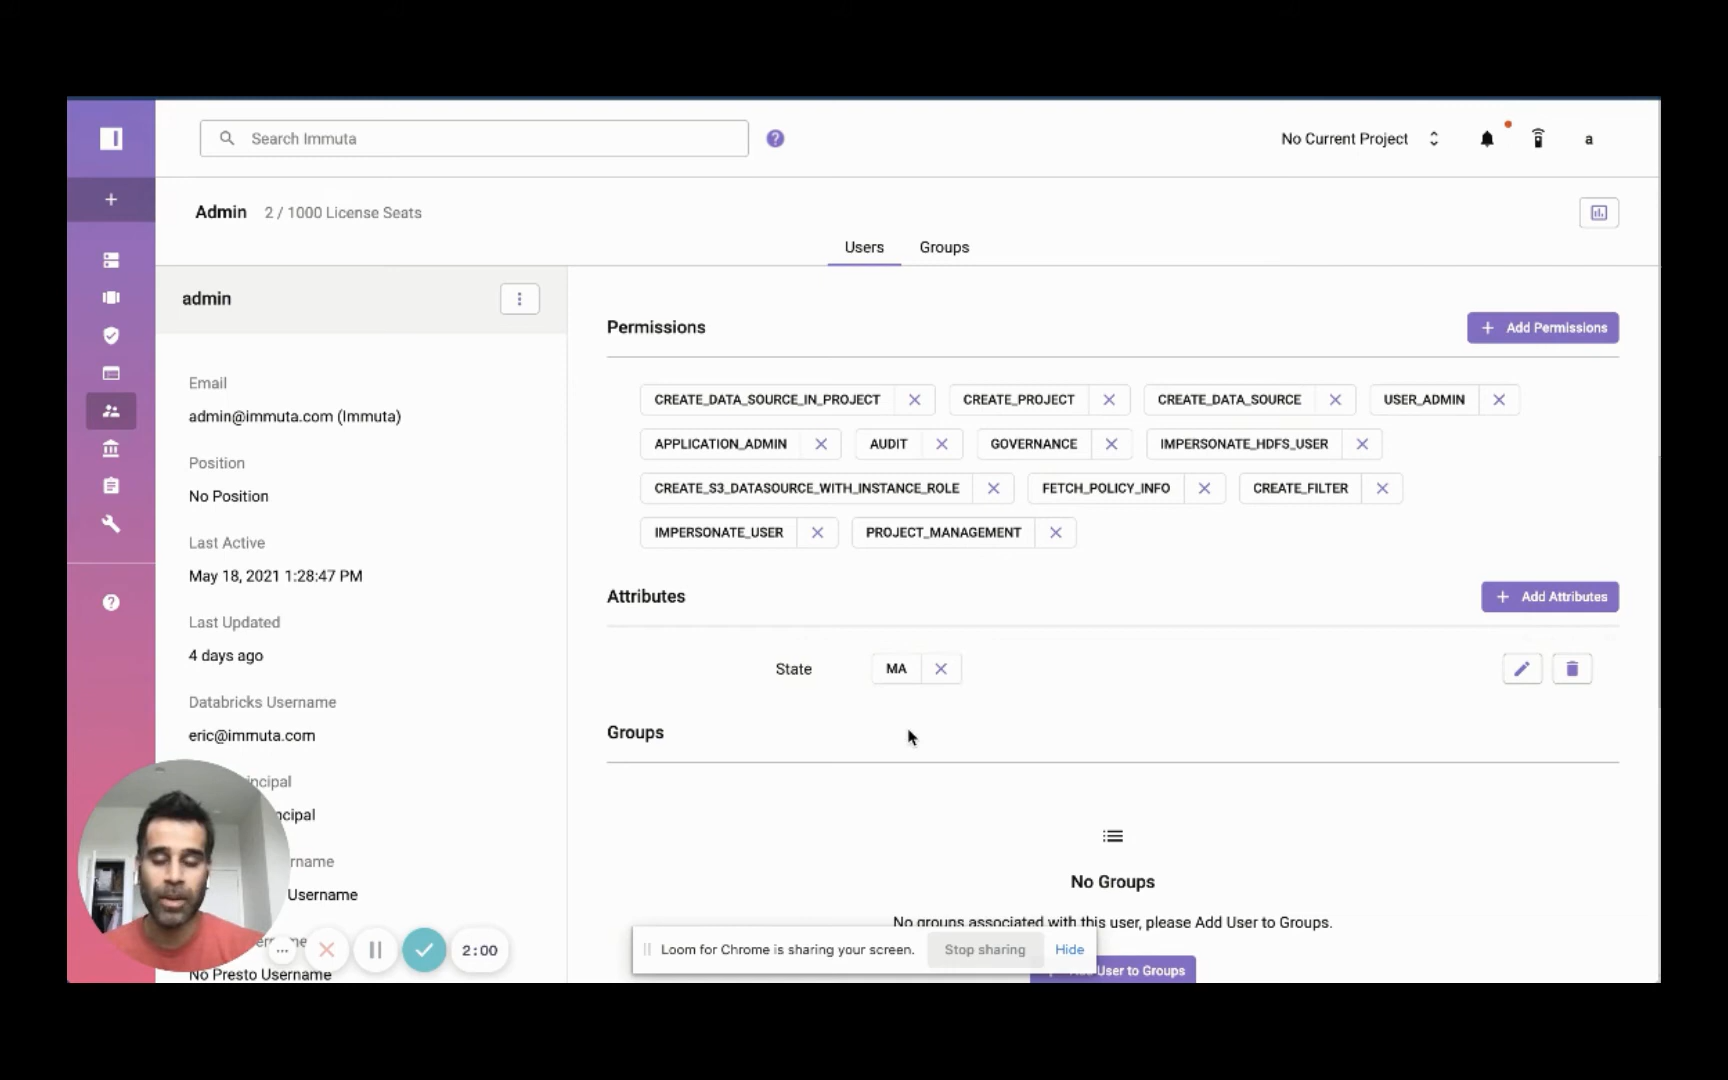 Search Immuta
No Current Project
a
Admin 2 / 1000 License Seats
Users Groups
admin
Email
admin@immuta.com (Immuta)
Position
No Position
Last Active
May 18, 2021 1:28:47 PM
Last Updated
4 days ago
Databricks Username
eric@immuta.com
No Presto Username
Username
Permissions
+ Add Permissions
CREATE_DATA_SOURCE_IN_PROJECT
CREATE_PROJECT
CREATE_DATA_SOURCE
USER_ADMIN
APPLICATION_ADMIN
AUDIT
GOVERNANCE
IMPERSONATE_HDFS_USER
CREATE_S3_DATASOURCE_WITH_INSTANCE_ROLE
FETCH_POLICY_INFO
CREATE_FILTER
IMPERSONATE_USER
PROJECT_MANAGEMENT
Attributes
+ Add Attributes
State MA
Groups
No Groups
No groups associated with this user, please Add User to Groups.
User to Groups
Loom for Chrome is sharing your screen. Stop sharing Hide
2:00